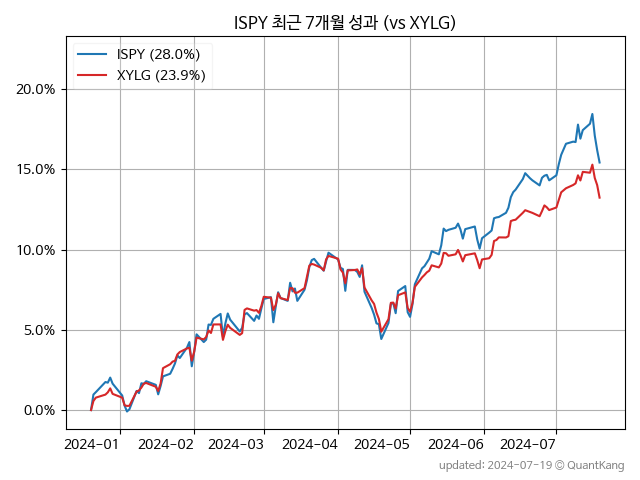 ISPY 최근 7개월 성과 (vs XYLG)
ISPY (28.0%)
XYLG (23.9%)
20.0%
15.0%
10.0%
5.0%
0.0%
2024-01 2024-02 2024-03 2024-04 2024-05 2024-06 2024-07
updated: 2024-07-19 © QuantKang